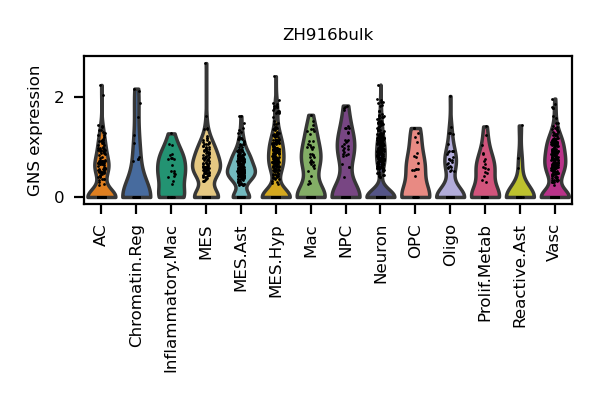 ZH916bulk
GNS expression
2
0
AC
Chromatin.Reg
Inflammatory.Mac
MES
MES.Ast
MES.Hyp
Mac
NPC
Neuron
OPC
Oligo
Prolif.Metab
Reactive.Ast
Vasc